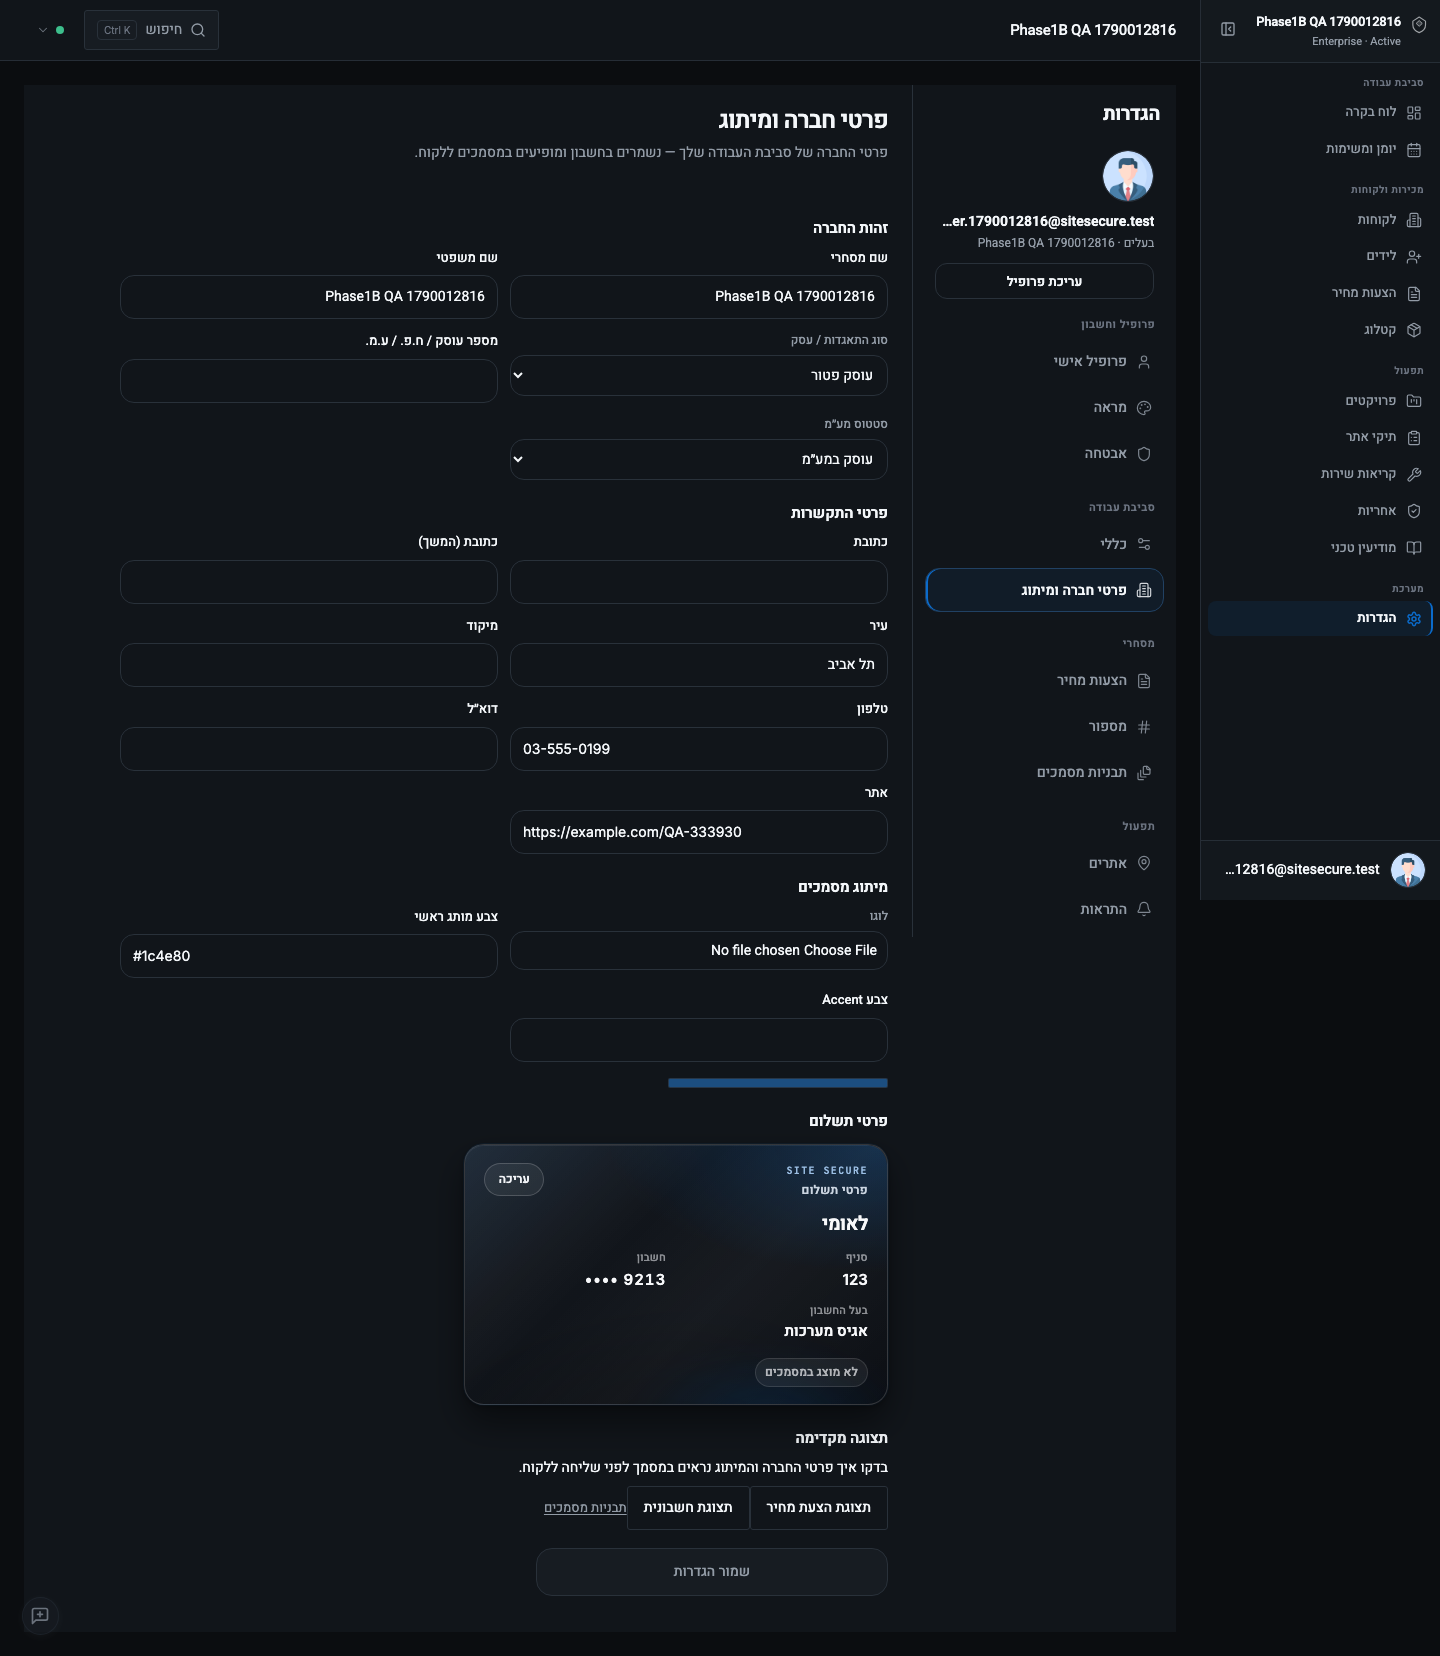 Phase1B QA 1790012816
Enterprise · Active
סביבת עבודה
לוח בקרה
יומן ומשימות
מכירות ולקוחות
לקוחות
לידים
הצעות מחיר
קטלוג
תפעול
פרויקטים
תיקי אתר
קריאות שירות
אחריות
מודיעין טכני
מערכת
הגדרות
…12816@sitesecure.test
Phase1B QA 1790012816
חיפוש Ctrl K
הגדרות
…er.1790012816@sitesecure.test
בעלים · Phase1B QA 1790012816
עריכת פרופיל
פרופיל וחשבון
פרופיל אישי
מראה
אבטחה
סביבת עבודה
כללי
פרטי חברה ומיתוג
מסחרי
הצעות מחיר
מספור
תבניות מסמכים
תפעול
אתרים
התראות
פרטי חברה ומיתוג
פרטי החברה של סביבת העבודה שלך — נשמרים בחשבון ומופיעים במסמכים ללקוח.
זהות החברה
שם מסחרי
Phase1B QA 1790012816
שם משפטי
Phase1B QA 1790012816
סוג התאגדות / עסק
עוסק פטור
מספר עוסק / ח.פ. / ע.מ.
סטטוס מע״מ
עוסק במע״מ
פרטי התקשרות
כתובת
כתובת (המשך)
עיר
תל אביב
מיקוד
טלפון
03-555-0199
דוא״ל
אתר
https://example.com/QA-333930
מיתוג מסמכים
לוגו
No file chosen Choose File
צבע מותג ראשי
#1c4e80
צבע Accent
פרטי תשלום
SITE SECURE
פרטי תשלום
עריכה
לאומי
סניף
123
חשבון
•••• 9213
בעל החשבון
אגיס מערכות
לא מוצג במסמכים
תצוגה מקדימה
בדקו איך פרטי החברה והמיתוג נראים במסמך לפני שליחה ללקוח.
תצוגת הצעת מחיר
תצוגת חשבונית
תבניות מסמכים
שמור הגדרות